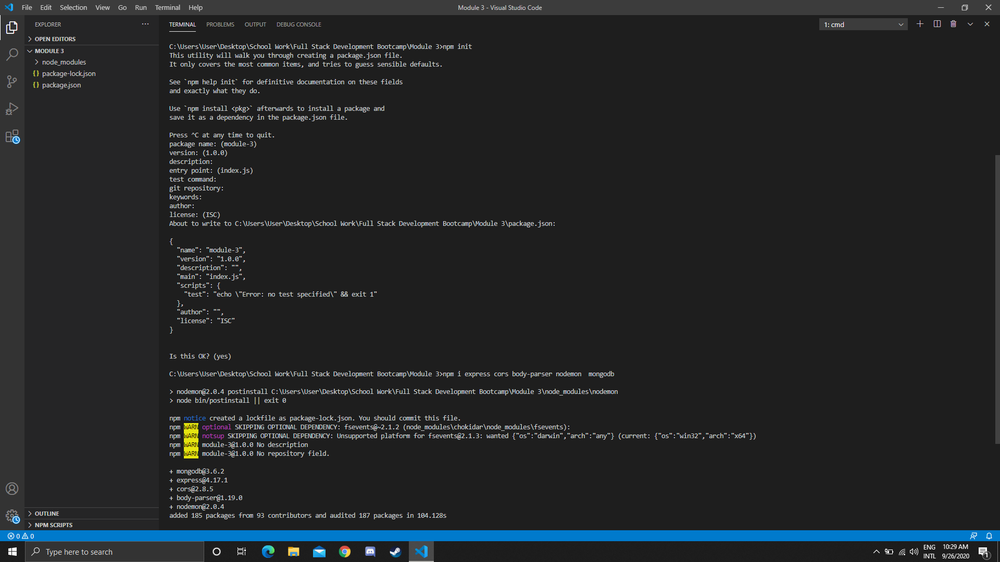 File Edit Selection View Go Run Terminal Help
Module 3 - Visual Studio Code
EXPLORER
OPEN EDITORS
MODULE 3
node_modules
package-lock.json
package.json
OUTLINE
NPM SCRIPTS
TERMINAL PROBLEMS OUTPUT DEBUG CONSOLE
1: cmd
C:\Users\User\Desktop\School Work\Full Stack Development Bootcamp\Module 3>npm init
This utility will walk you through creating a package.json file.
It only covers the most common items, and tries to guess sensible defaults.
See `npm help init` for definitive documentation on these fields
and exactly what they do.
Use `npm install <pkg>` afterwards to install a package and
save it as a dependency in the package.json file.
Press ^C at any time to quit.
package name: (module-3)
version: (1.0.0)
description:
entry point: (index.js)
test command:
git repository:
keywords:
author:
license: (ISC)
About to write to C:\Users\User\Desktop\School Work\Full Stack Development Bootcamp\Module 3\package.json:
{
  "name": "module-3",
  "version": "1.0.0",
  "description": "",
  "main": "index.js",
  "scripts": {
    "test": "echo \"Error: no test specified\" && exit 1"
  },
  "author": "",
  "license": "ISC"
}
Is this OK? (yes)
C:\Users\User\Desktop\School Work\Full Stack Development Bootcamp\Module 3>npm i express cors body-parser nodemon  mongodb
> nodemon@2.0.4 postinstall C:\Users\User\Desktop\School Work\Full Stack Development Bootcamp\Module 3\node_modules\nodemon
> node bin/postinstall || exit 0
npm notice created a lockfile as package-lock.json. You should commit this file.
npm WARN optional SKIPPING OPTIONAL DEPENDENCY: fsevents@~2.1.2 (node_modules\chokidar\node_modules\fsevents):
npm WARN notsup SKIPPING OPTIONAL DEPENDENCY: Unsupported platform for fsevents@2.1.3: wanted {"os":"darwin","arch":"any"} (current: {"os":"win32","arch":"x64"})
npm WARN module-3@1.0.0 No description
npm WARN module-3@1.0.0 No repository field.
+ mongodb@3.6.2
+ express@4.17.1
+ cors@2.8.5
+ body-parser@1.19.0
+ nodemon@2.0.4
added 185 packages from 93 contributors and audited 187 packages in 104.128s
0 0
Type here to search
ENG
INTL
10:29 AM
9/26/2020
1